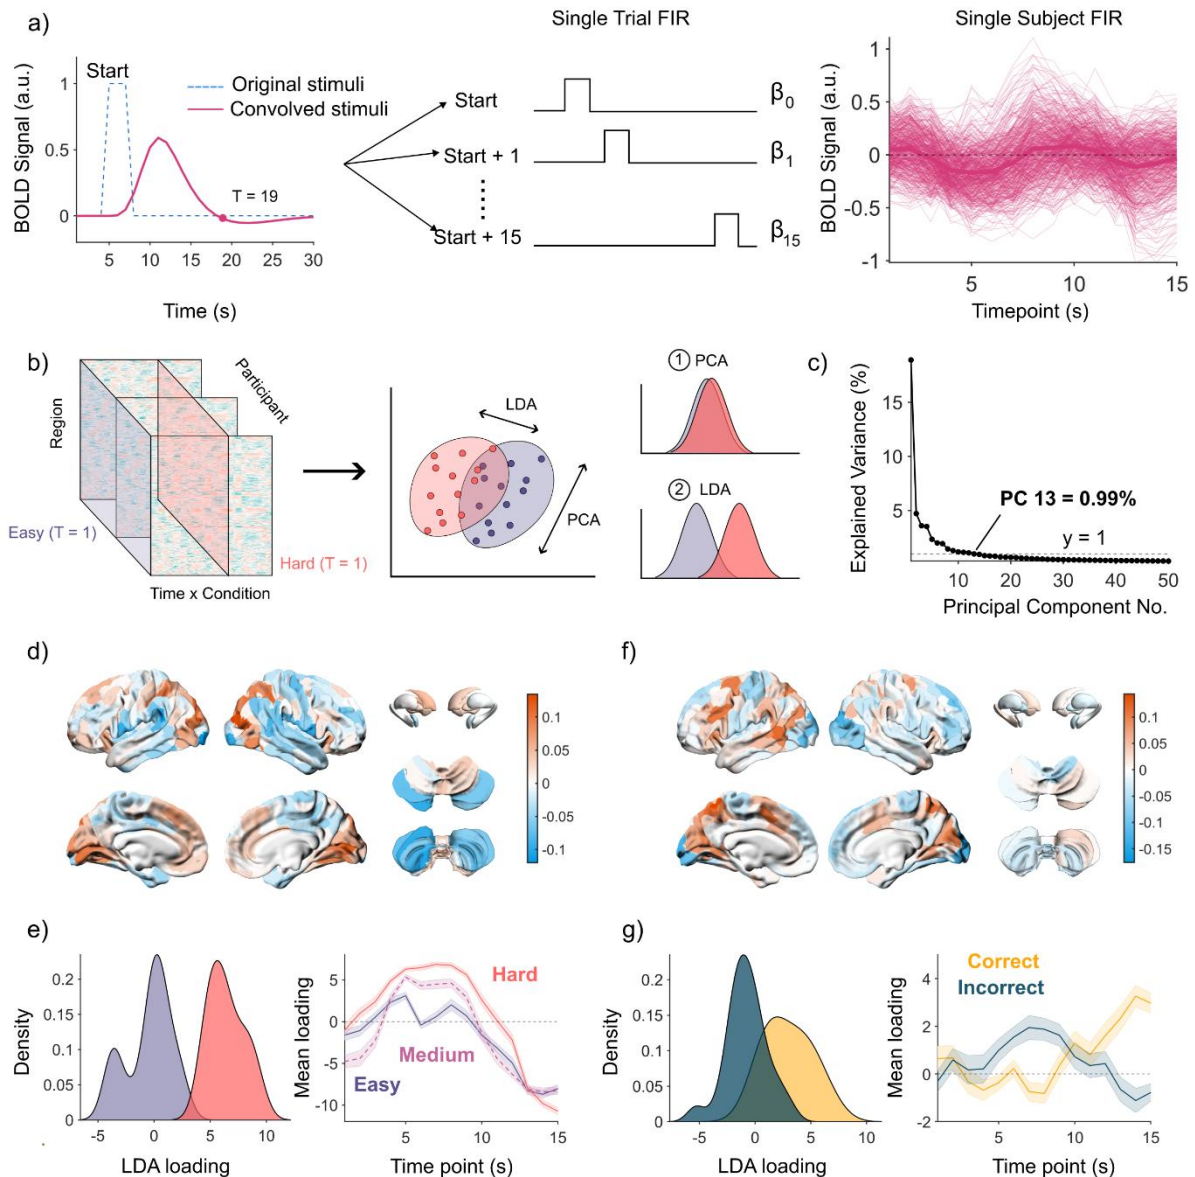 a)
Single Trial FIR
Single Subject FIR
BOLD Signal (a.u.)
1
0.5
0
Start
Original stimuli
Convolved stimuli
T = 19
5 10 15 20 25 30
Time (s)
Start
β0
Start + 1
β1
Start + 15
β15
BOLD Signal (a.u.)
1
0.5
0
-0.5
-1
5 10 15
Timepoint (s)
b)
Region
Participant
Easy (T = 1)
Hard (T = 1)
Time x Condition
LDA
PCA
1 PCA
2 LDA
c)
Explained Variance (%)
15
10
5
PC 13 = 0.99%
y = 1
10 20 30 40 50
Principal Component No.
d)
0.1
0.05
0
-0.05
-0.1
f)
0.1
0.05
0
-0.05
-0.1
-0.15
e)
Density
0.2
0.15
0.1
0.05
0
-5 0 5 10
LDA loading
Mean loading
5
0
-5
-10
Hard
Medium
Easy
5 10 15
Time point (s)
g)
Density
0.2
0.15
0.1
0.05
0
-5 0 5 10
LDA loading
Mean loading
4
2
0
-2
Correct
Incorrect
5 10 15
Time point (s)